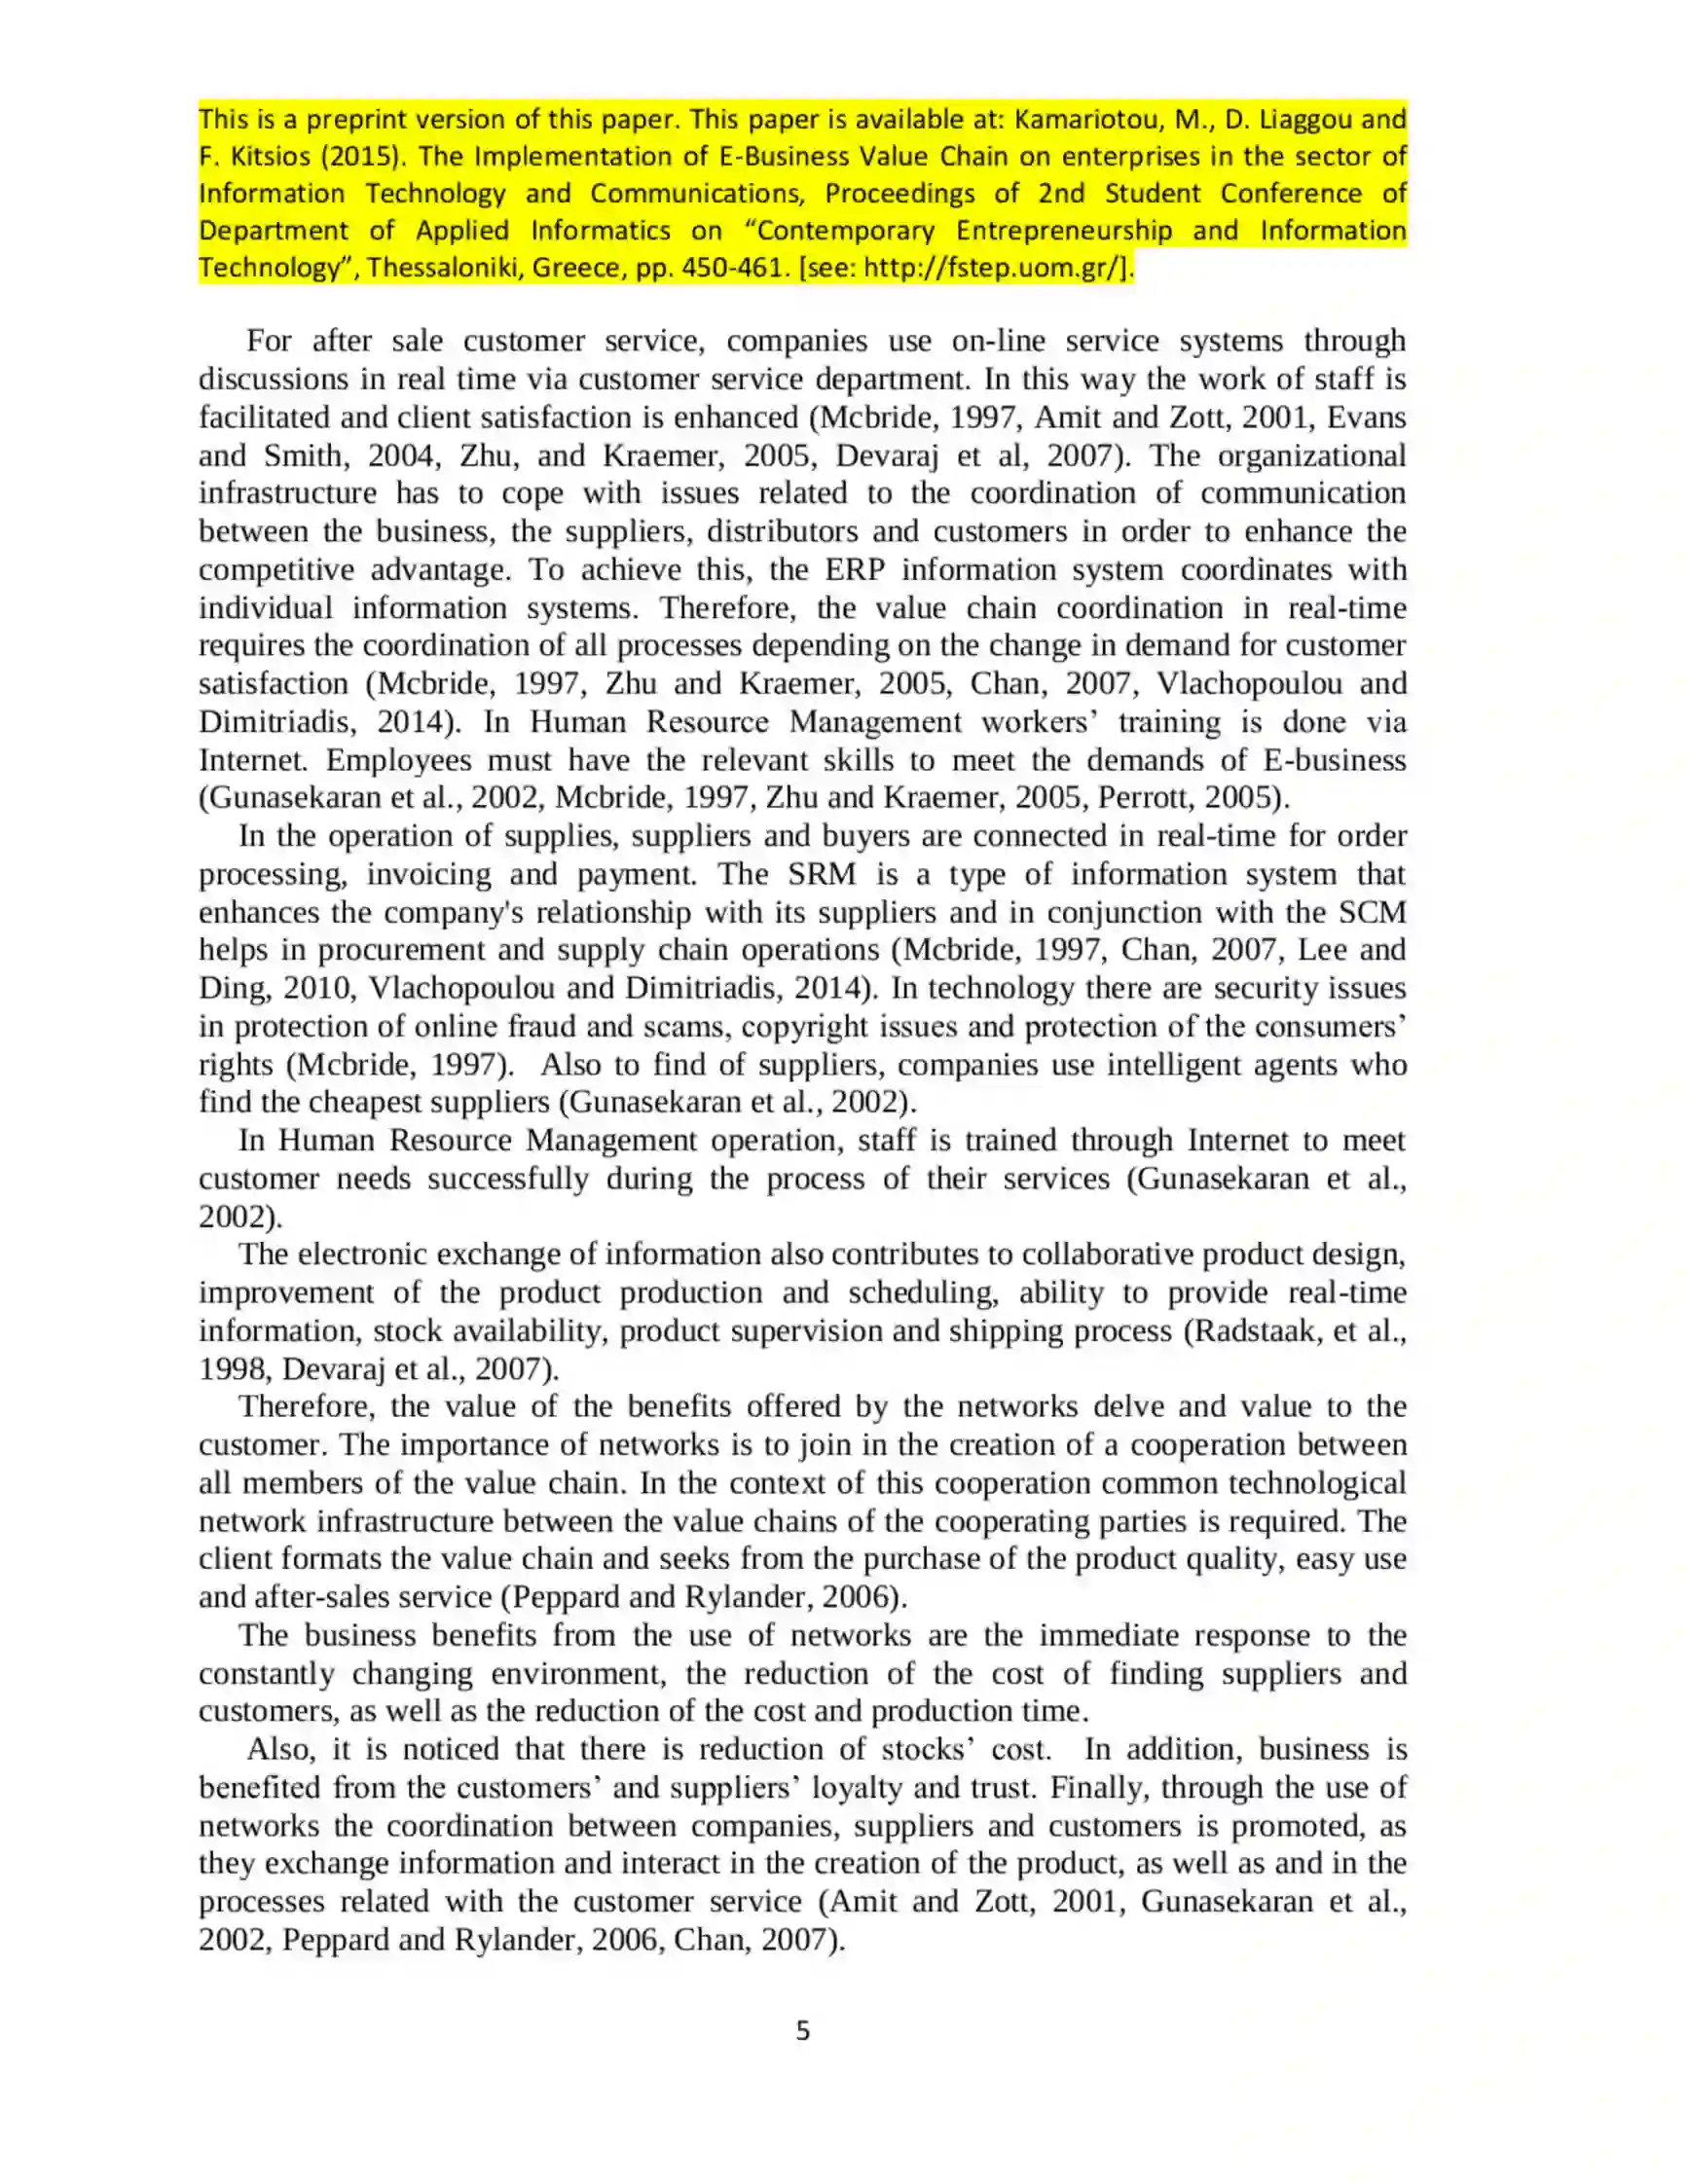 This is a preprint version of this paper. This paper is available at: Kamariotou, M., D. Liaggou and
F. Kitsios (2015). The Implementation of E-Business Value Chain on enterprises in the sector of
Information Technology and Communications, Proceedings of 2nd Student Conference of
Department of Applied Informatics on “Contemporary Entrepreneurship and Information
Technology”, Thessaloniki, Greece, pp. 450-461. [see: http://fstep.uom.gr/].
For after sale customer service, companies use on-line service systems through
discussions in real time via customer service department. In this way the work of staff is
facilitated and client satisfaction is enhanced (Mcbride, 1997, Amit and Zott, 2001, Evans
and Smith, 2004, Zhu, and Kraemer, 2005, Devaraj et al, 2007). The organizational
infrastructure has to cope with issues related to the coordination of communication
between the business, the suppliers, distributors and customers in order to enhance the
competitive advantage. To achieve this, the ERP information system coordinates with
individual information systems. Therefore, the value chain coordination in real-time
requires the coordination of all processes depending on the change in demand for customer
satisfaction (Mcbride, 1997, Zhu and Kraemer, 2005, Chan, 2007, Vlachopoulou and
Dimitriadis, 2014). In Human Resource Management workers’ training is done via
Internet. Employees must have the relevant skills to meet the demands of E-business
(Gunasekaran et al., 2002, Mcbride, 1997, Zhu and Kraemer, 2005, Perrott, 2005).
In the operation of supplies, suppliers and buyers are connected in real-time for order
processing, invoicing and payment. The SRM is a type of information system that
enhances the company's relationship with its suppliers and in conjunction with the SCM
helps in procurement and supply chain operations (Mcbride, 1997, Chan, 2007, Lee and
Ding, 2010, Vlachopoulou and Dimitriadis, 2014). In technology there are security issues
in protection of online fraud and scams, copyright issues and protection of the consumers’
rights (Mcbride, 1997).  Also to find of suppliers, companies use intelligent agents who
find the cheapest suppliers (Gunasekaran et al., 2002).
In Human Resource Management operation, staff is trained through Internet to meet
customer needs successfully during the process of their services (Gunasekaran et al.,
2002).
The electronic exchange of information also contributes to collaborative product design,
improvement of the product production and scheduling, ability to provide real-time
information, stock availability, product supervision and shipping process (Radstaak, et al.,
1998, Devaraj et al., 2007).
Therefore, the value of the benefits offered by the networks delve and value to the
customer. The importance of networks is to join in the creation of a cooperation between
all members of the value chain. In the context of this cooperation common technological
network infrastructure between the value chains of the cooperating parties is required. The
client formats the value chain and seeks from the purchase of the product quality, easy use
and after-sales service (Peppard and Rylander, 2006).
The business benefits from the use of networks are the immediate response to the
constantly changing environment, the reduction of the cost of finding suppliers and
customers, as well as the reduction of the cost and production time.
Also, it is noticed that there is reduction of stocks’ cost.  In addition, business is
benefited from the customers’ and suppliers’ loyalty and trust. Finally, through the use of
networks the coordination between companies, suppliers and customers is promoted, as
they exchange information and interact in the creation of the product, as well as and in the
processes related with the customer service (Amit and Zott, 2001, Gunasekaran et al.,
2002, Peppard and Rylander, 2006, Chan, 2007).
5